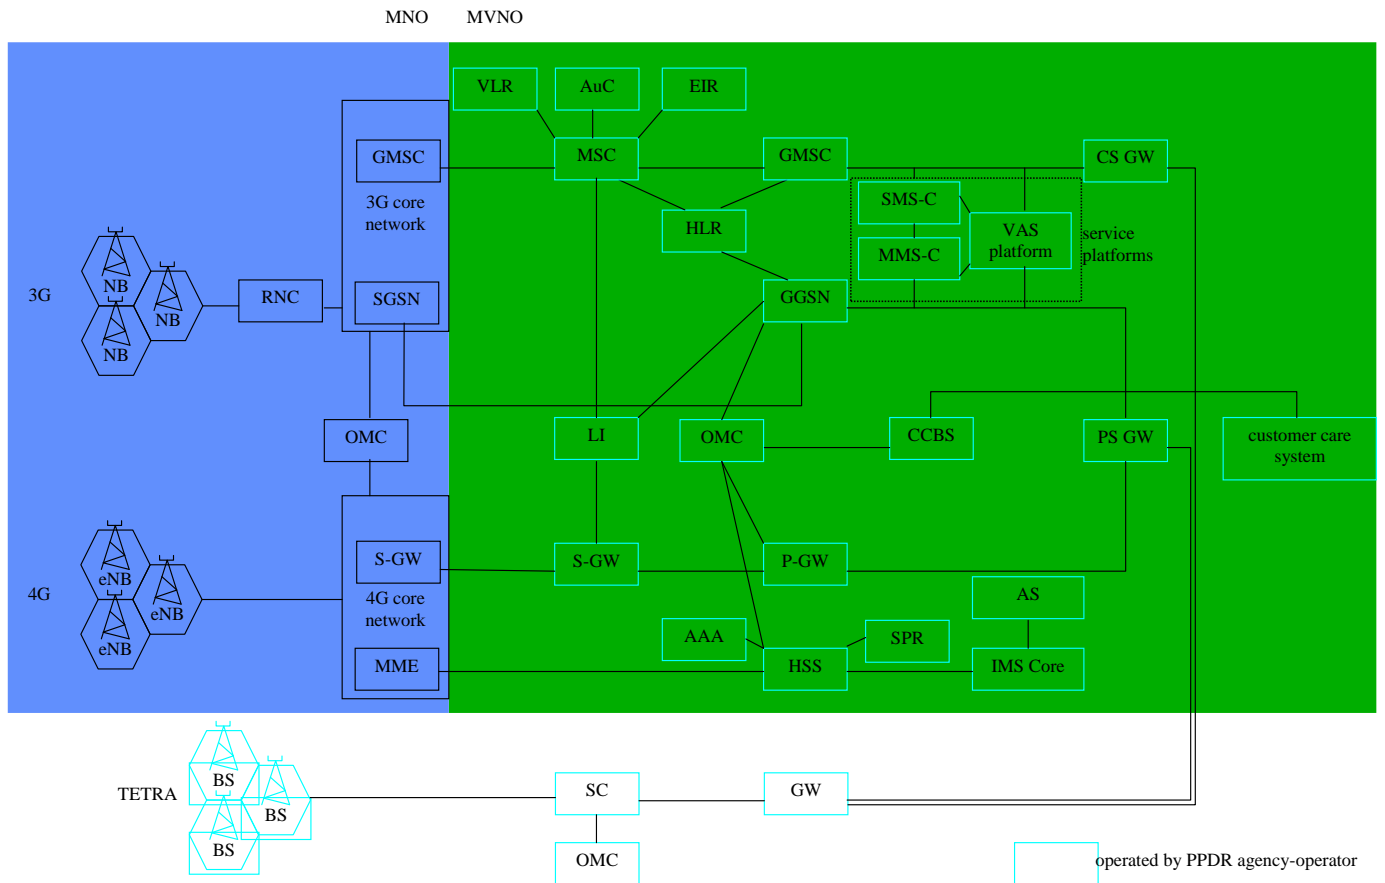 MNO MVNO
VLR AuC EIR
GMSC MSC GMSC CS GW
3G core
network
SMS-C
HLR VAS
platform
service
platforms
MMS-C
NB
3G NB RNC SGSN GGSN
NB
OMC LI OMC CCBS PS GW customer care
system
S-GW S-GW P-GW
eNB
4G eNB 4G core
network
AS
eNB
AAA SPR
MME HSS IMS Core
BS
TETRA BS SC GW
BS
OMC operated by PPDR agency-operator